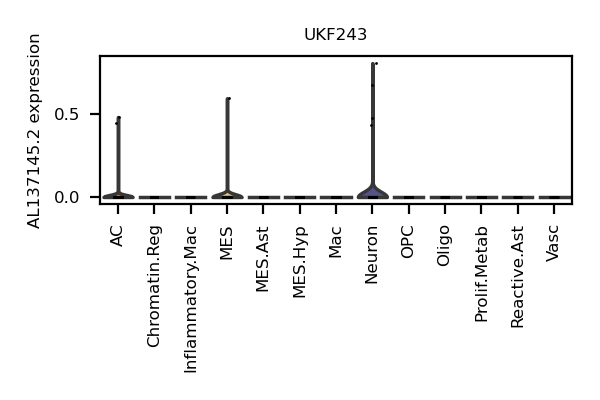 UKF243
AL137145.2 expression
0.5
0.0
AC
Chromatin.Reg
Inflammatory.Mac
MES
MES.Ast
MES.Hyp
Mac
Neuron
OPC
Oligo
Prolif.Metab
Reactive.Ast
Vasc